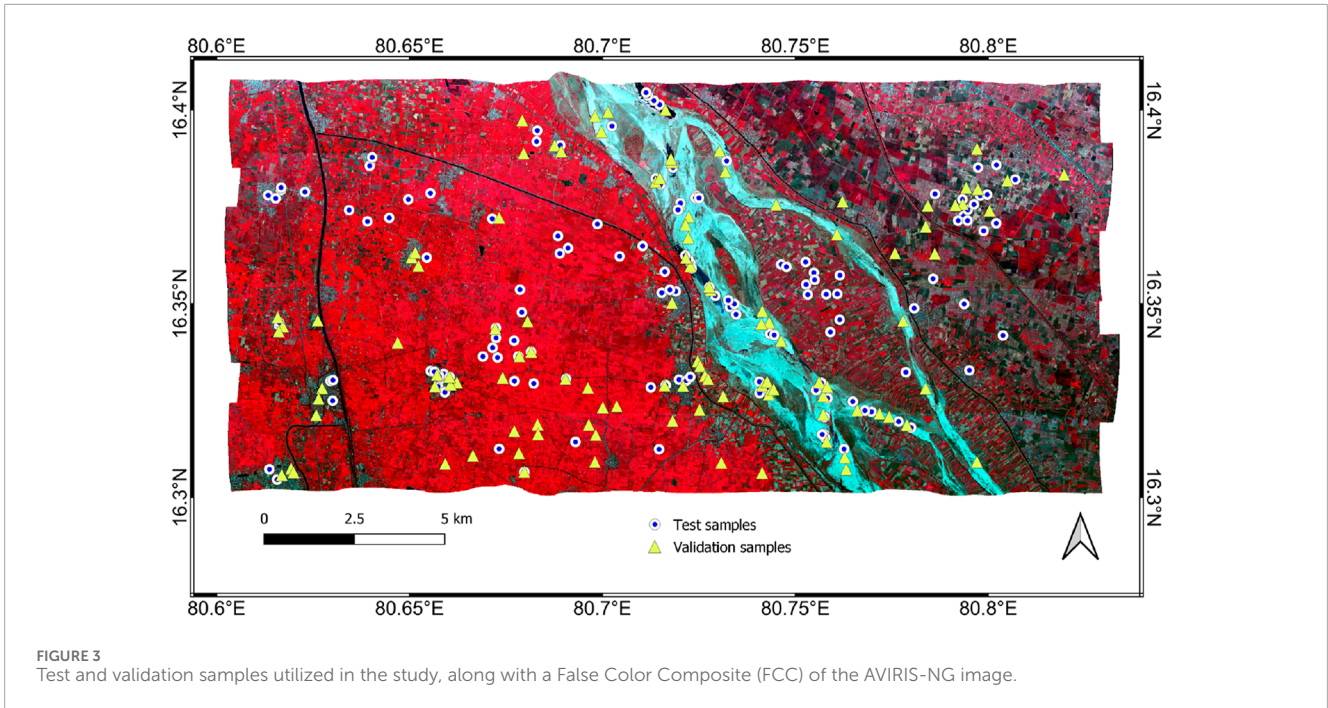 80.6°E 80.65°E 80.7°E 80.75°E 80.8°E
16.4°N 16.4°N
16.35°N 16.35°N
16.3°N 16.3°N
0 2.5 5 km
Test samples
Validation samples
80.6°E 80.65°E 80.7°E 80.75°E 80.8°E
FIGURE 3
Test and validation samples utilized in the study, along with a False Color Composite (FCC) of the AVIRIS-NG image.